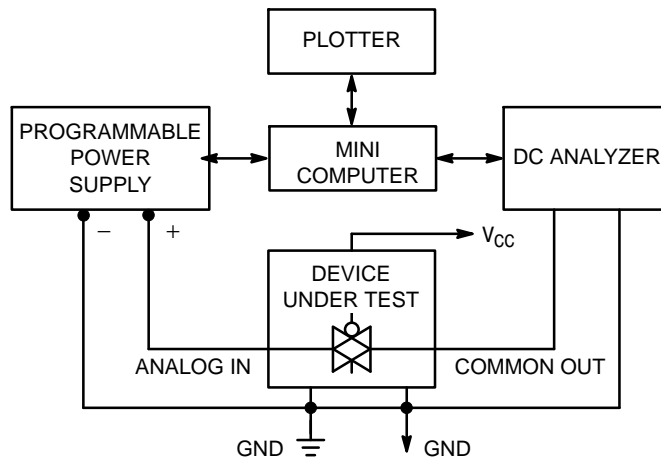 PLOTTER
PROGRAMMABLE
POWER
SUPPLY
MINI
COMPUTER
DC ANALYZER
− +
VCC
DEVICE
UNDER TEST
ANALOG IN
COMMON OUT
GND
GND